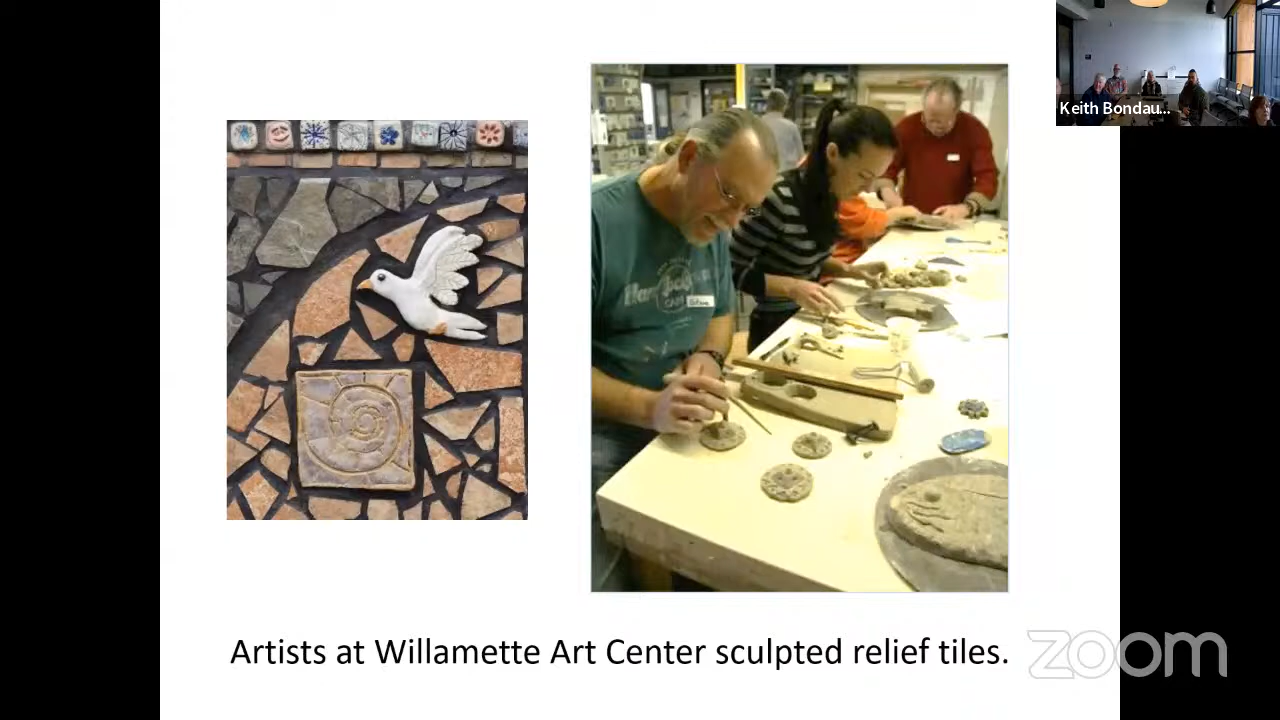 Keith Bondau...
Artists at Willamette Art Center sculpted relief tiles.
zoom